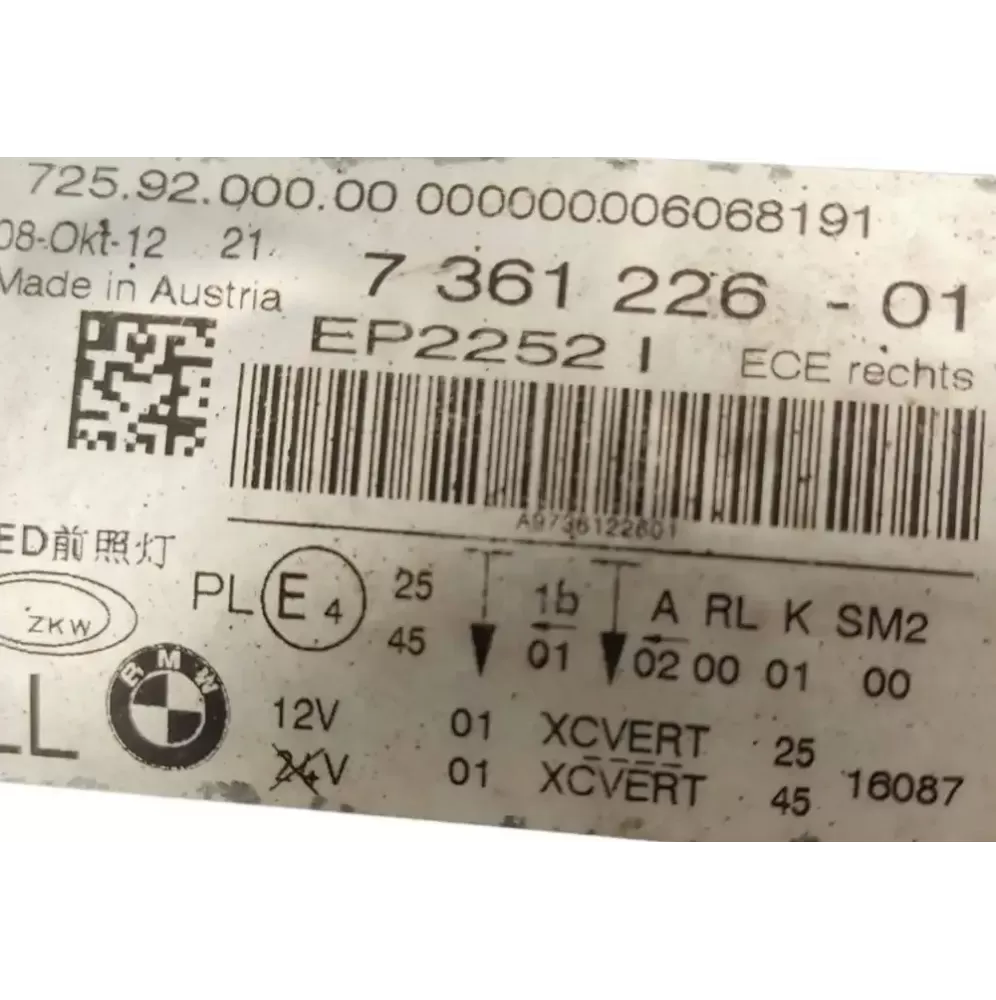 725.92.000.00 000000006068191
08-Okt-12 21
7 361 226 - 01
Made in Austria
EP2252 I ECE rechts
A9736122601
ED前照灯
ZKW
PL E4 25 1b A RL K SM2
45 01 02 00 01 00
LL
BMW
12V 01 XCVERT 25
24V 01 XCVERT 45 16087